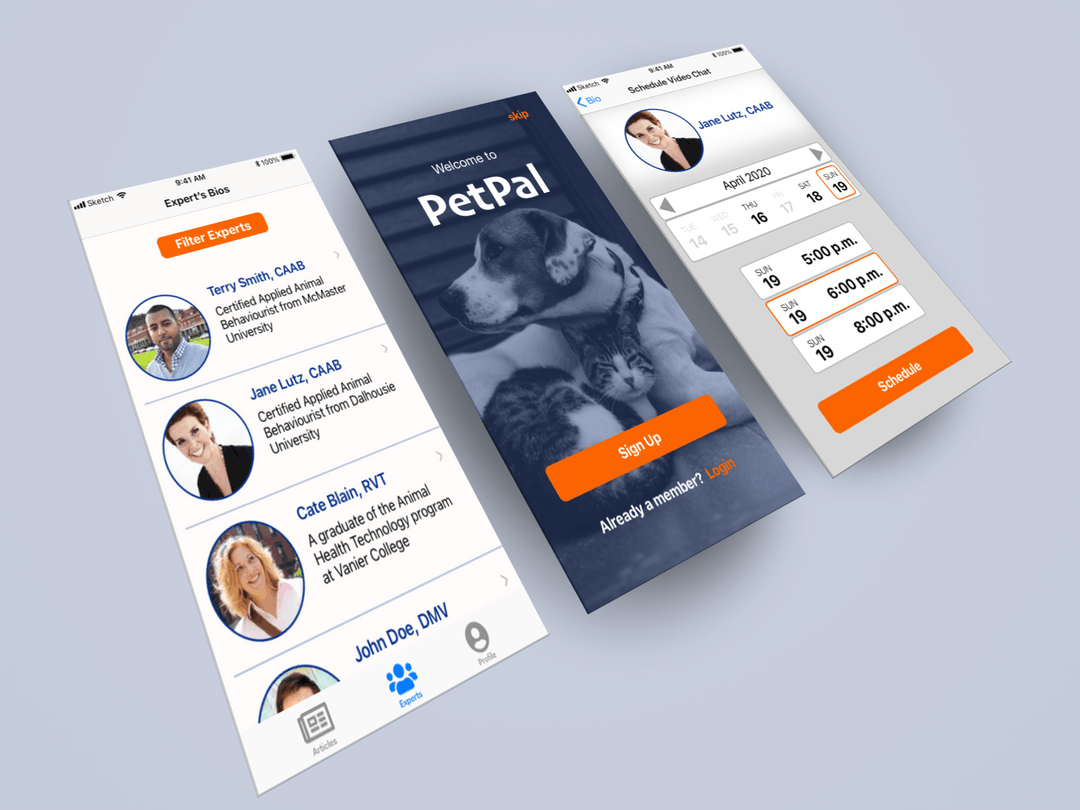 Sketch
9:41 AM
100%
Expert's Bios
Filter Experts
Terry Smith, CAAB
Certified Applied Animal
Behaviourist from McMaster
University
Jane Lutz, CAAB
Certified Applied Animal
Behaviourist from Dalhousie
University
Cate Blain, RVT
A graduate of the Animal
Health Technology program
at Vanier College
John Doe, DMV
Articles
Experts
Profile
skip
Welcome to
PetPal
Sign Up
Already a member? Login
Sketch
9:41 AM
100%
Bio
Schedule Video Chat
Jane Lutz, CAAB
April 2020
TUE WED THU FRI SAT SUN
14 15 16 17 18 19
SUN
19
5:00 p.m.
SUN
19
6:00 p.m.
SUN
19
8:00 p.m.
Schedule